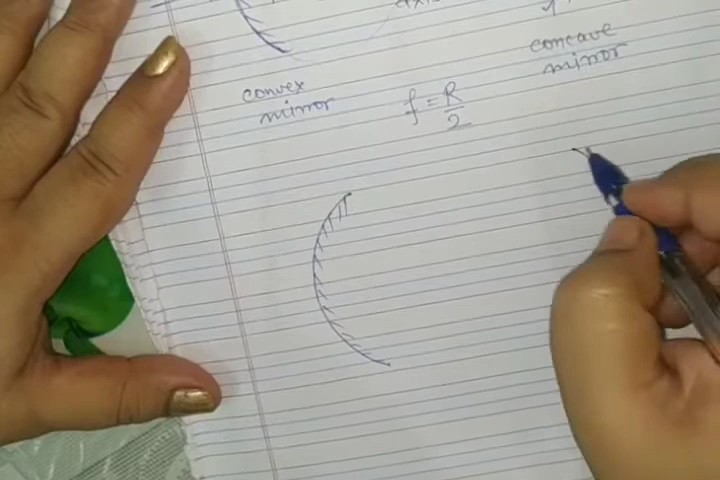 concave
mirror
convex
mirror
f = R/2